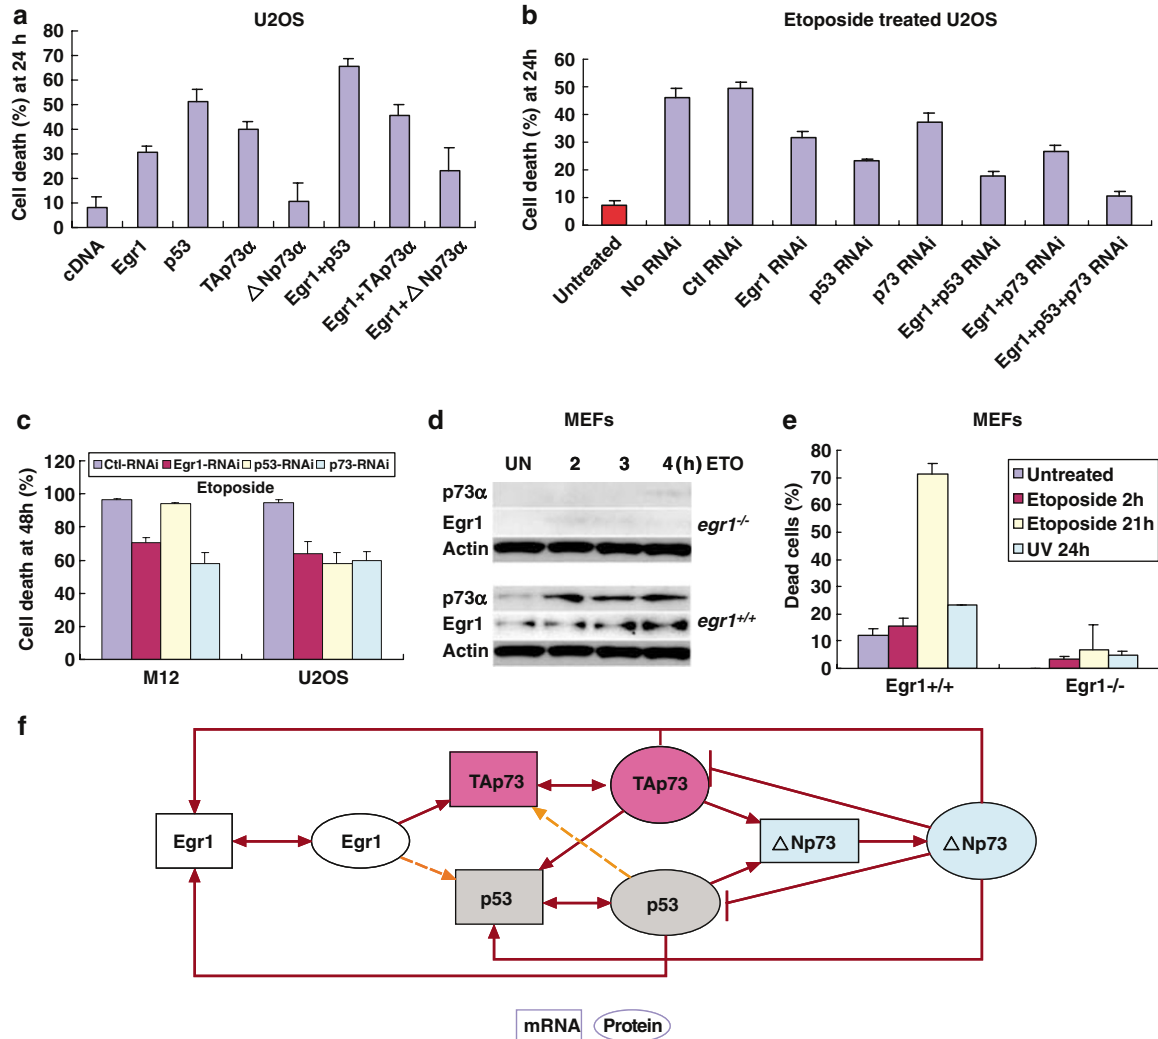 a
U2OS
Cell death (%) at 24 h
80
70
60
50
40
30
20
10
0
cDNA
Egr1
p53
TAp73α
△Np73α
Egr1+p53
Egr1+TAp73α
Egr1+△Np73α
b
Etoposide treated U2OS
Cell death (%) at 24h
60
50
40
30
20
10
0
Untreated
No RNAi
Ctl RNAi
Egr1 RNAi
p53 RNAi
p73 RNAi
Egr1+p53 RNAi
Egr1+p73 RNAi
Egr1+p53+p73 RNAi
c
Cell death at 48h (%)
120
100
80
60
40
20
0
Ctl-RNAi Egr1-RNAi p53-RNAi p73-RNAi
Etoposide
M12 U2OS
d
MEFs
UN 2 3 4(h) ETO
p73α
Egr1
Actin
egr1-/-
p73α
Egr1
Actin
egr1+/+
e
MEFs
Dead cells (%)
80
70
60
50
40
30
20
10
0
Untreated
Etoposide 2h
Etoposide 21h
UV 24h
Egr1+/+ Egr1-/-
f
TAp73 TAp73
Egr1 Egr1 △Np73 △Np73
p53 p53
mRNA Protein